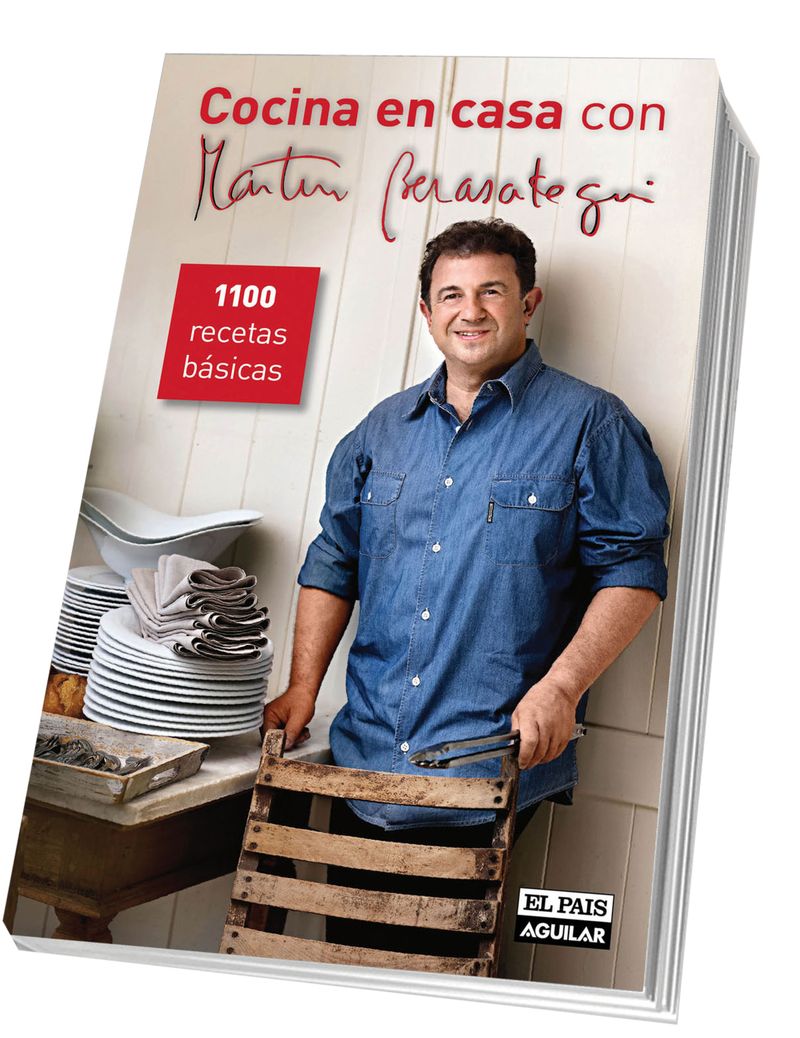 Cocina en casa con
Martín Berasategui
1100
recetas
básicas
EL PAIS
AGUILAR